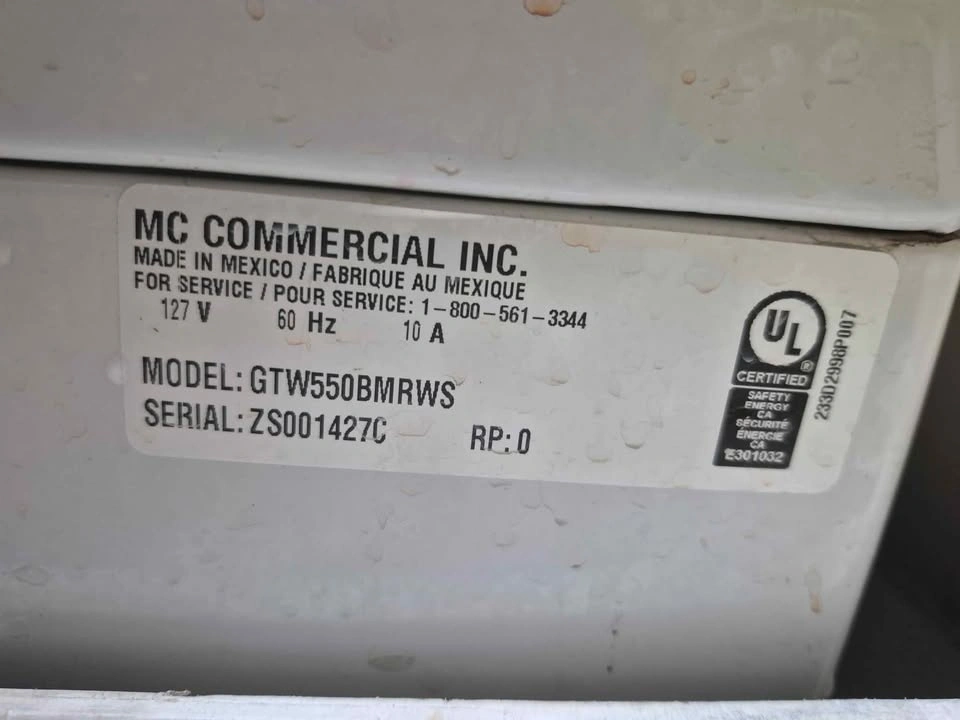 MC COMMERCIAL INC.
MADE IN MEXICO / FABRIQUE AU MEXIQUE
FOR SERVICE / POUR SERVICE: 1-800-561-3344
127 V 60 Hz 10 A
MODEL: GTW550BMRWS
SERIAL: ZS001427C
RP: 0
UL
®
CERTIFIED
SAFETY
ENERGY
CA
SÉCURITÉ
ÉNERGIE
CA
E301032
233D2998P007